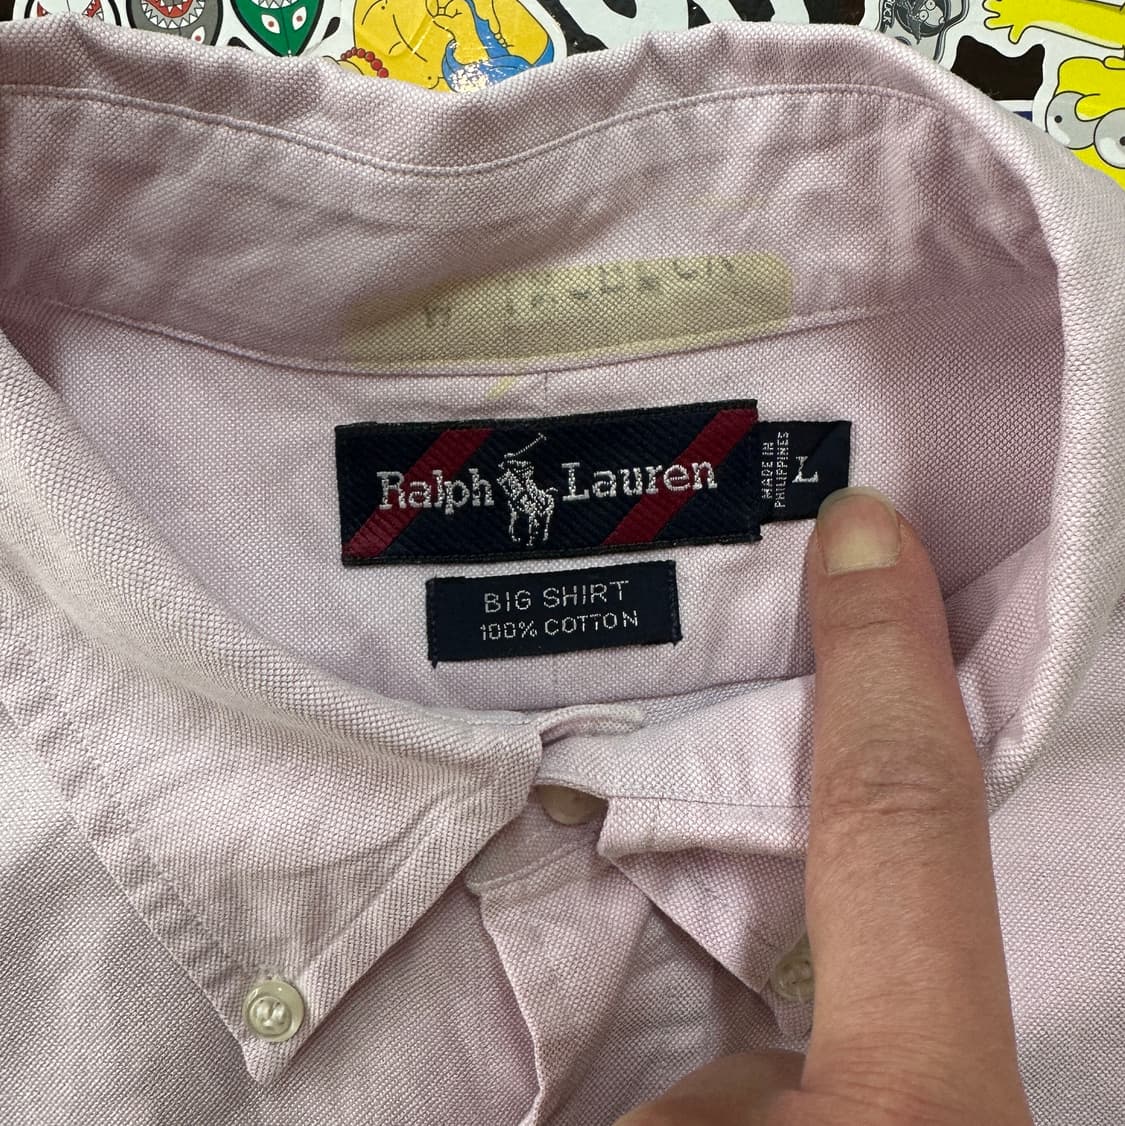 Ralph Lauren
MADE IN
PHILIPPINES
L
BIG SHIRT
100% COTTON